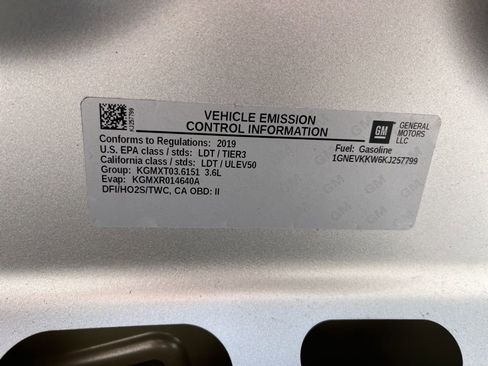 KJ257799
VEHICLE EMISSION
CONTROL INFORMATION
GM
GENERAL
MOTORS
LLC
Conforms to Regulations: 2019
U.S. EPA class / stds: LDT / TIER3
California class / stds: LDT / ULEV50
Group: KGMXT03.6151 3.6L
Evap: KGMXR014640A
DFI/HO2S/TWC, CA OBD: II
Fuel: Gasoline
1GNEVKKW6KJ257799